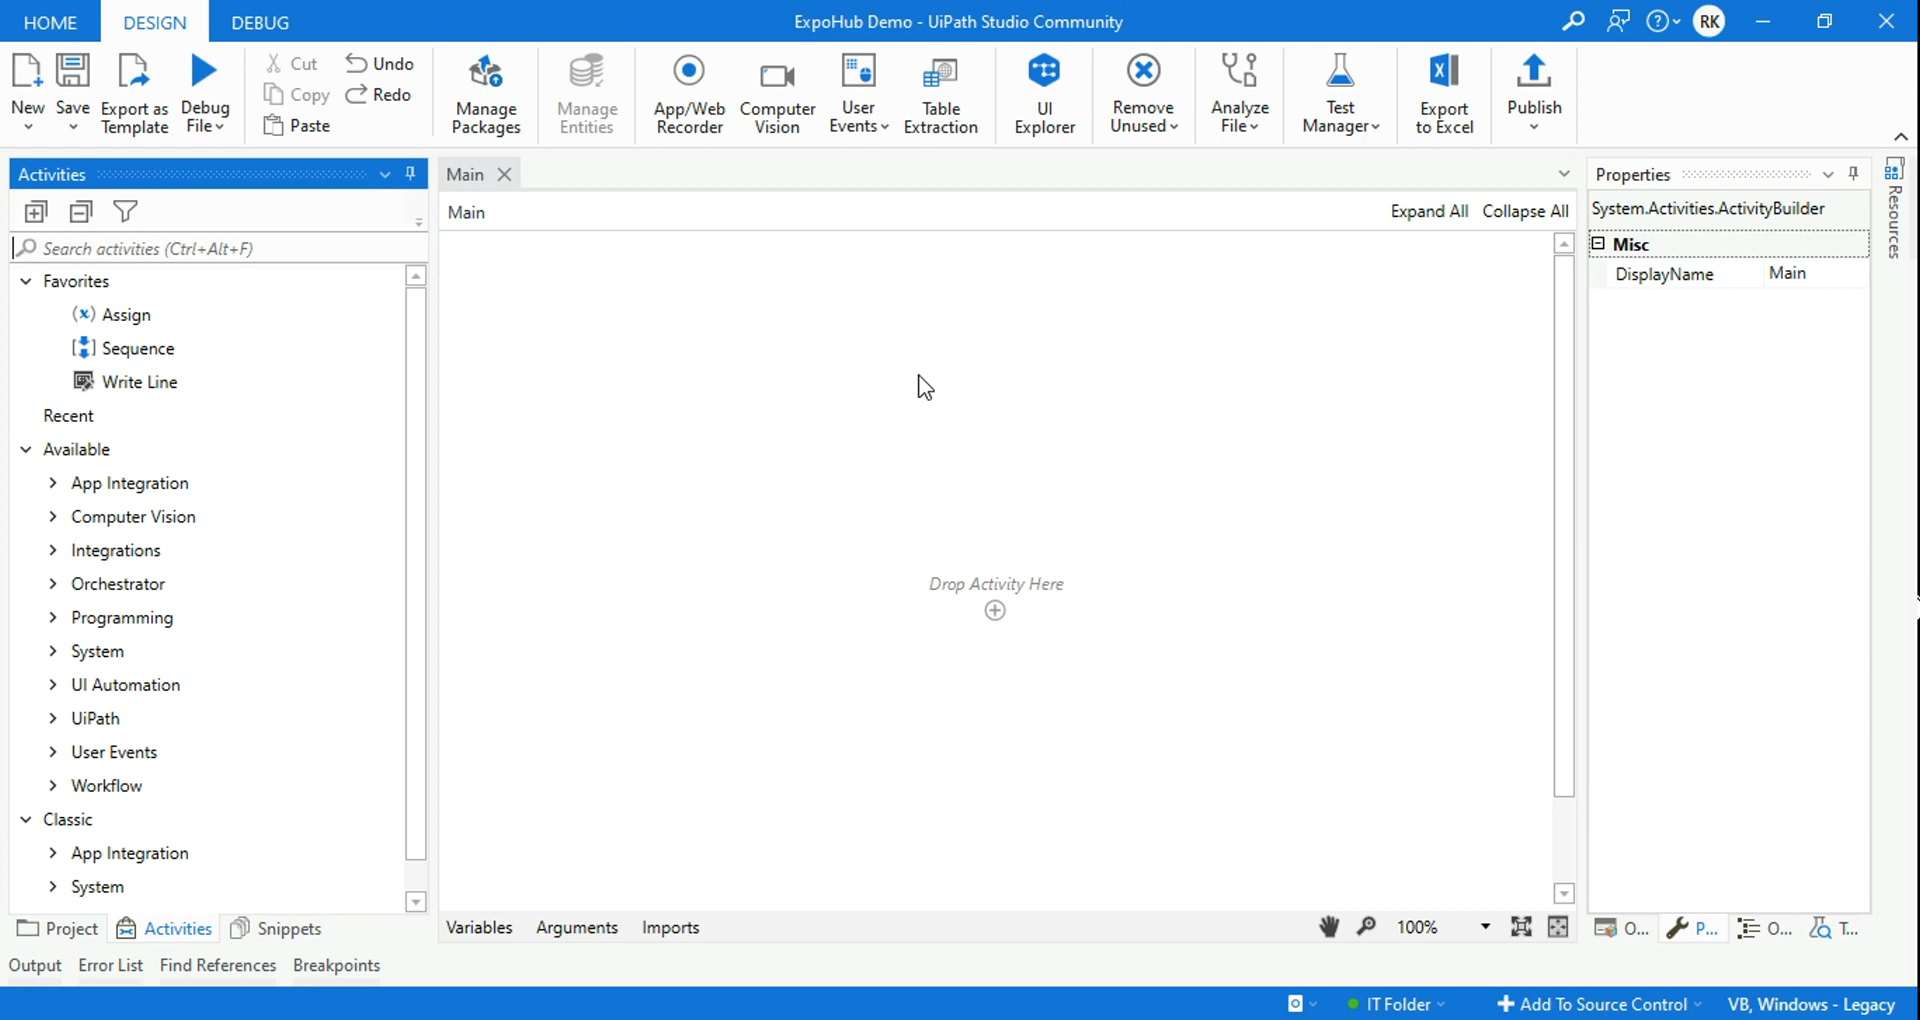 HOME DESIGN DEBUG ExpoHub Demo - UiPath Studio Community RK
Cut Undo
Copy Redo
Paste
New Save Export as Template Debug File
Manage Packages
Manage Entities
App/Web Recorder
Computer Vision
User Events
Table Extraction
UI Explorer
Remove Unused
Analyze File
Test Manager
Export to Excel
Publish
Activities
Search activities (Ctrl+Alt+F)
Favorites
(x) Assign
Sequence
Write Line
Recent
Available
App Integration
Computer Vision
Integrations
Orchestrator
Programming
System
UI Automation
UiPath
User Events
Workflow
Classic
App Integration
System
Project Activities Snippets
Main
Main Expand All Collapse All
Drop Activity Here
Variables Arguments Imports 100%
Properties
System.Activities.ActivityBuilder
Misc
DisplayName Main
O... P... O... T...
Resources
Output Error List Find References Breakpoints
IT Folder Add To Source Control VB, Windows - Legacy